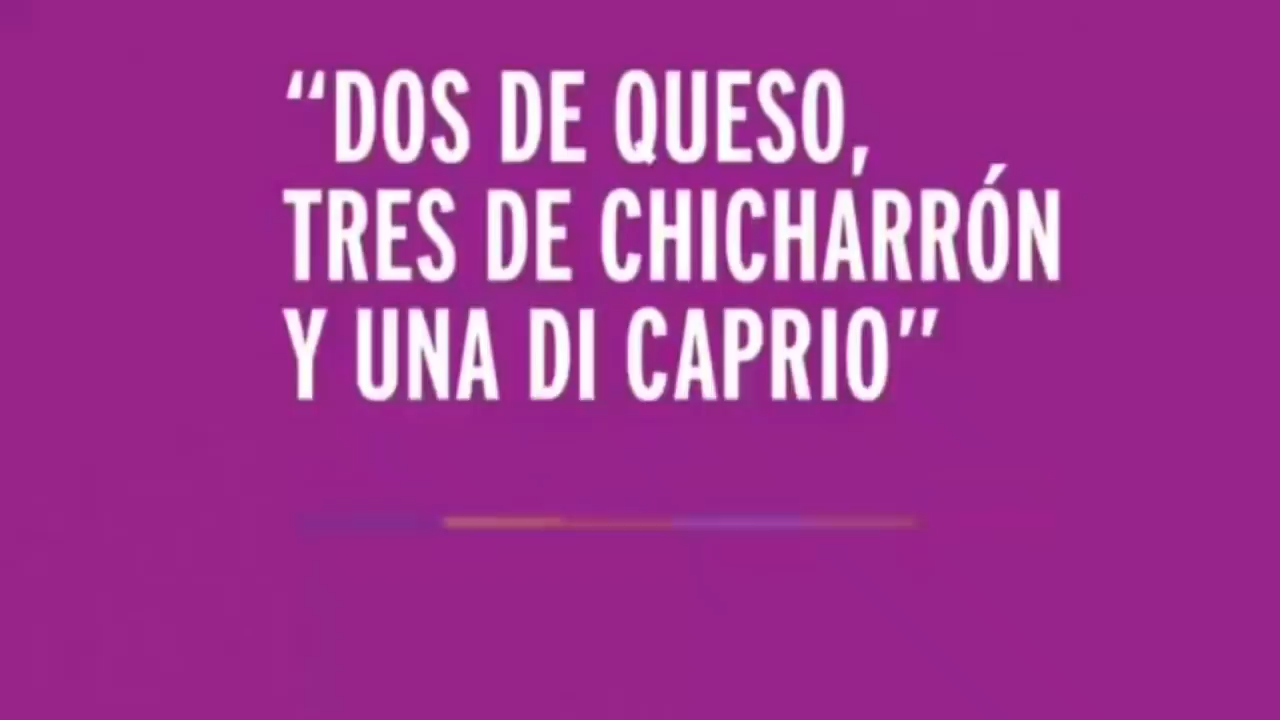 “DOS DE QUESO,
TRES DE CHICHARRÓN
Y UNA DI CAPRIO”